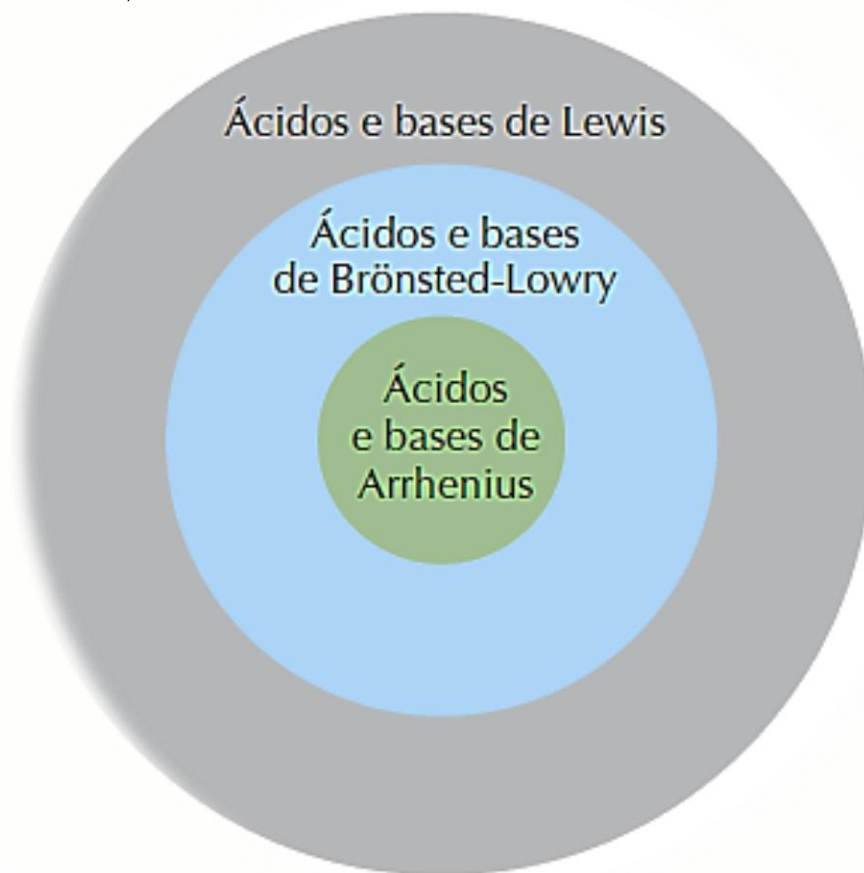 Ácidos e bases de Lewis
Ácidos e bases
de Brönsted-Lowry
Ácidos
e bases de
Arrhenius